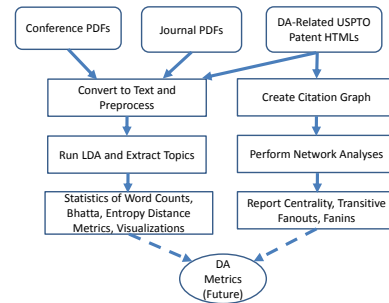 Conference PDFs
Journal PDFs
DA-Related USPTO
Patent HTMLs
Convert to Text and
Preprocess
Create Citation Graph
Run LDA and Extract Topics
Perform Network Analyses
Statistics of Word Counts,
Bhatta, Entropy Distance
Metrics, Visualizations
Report Centrality, Transitive
Fanouts, Fanins
DA
Metrics
(Future)